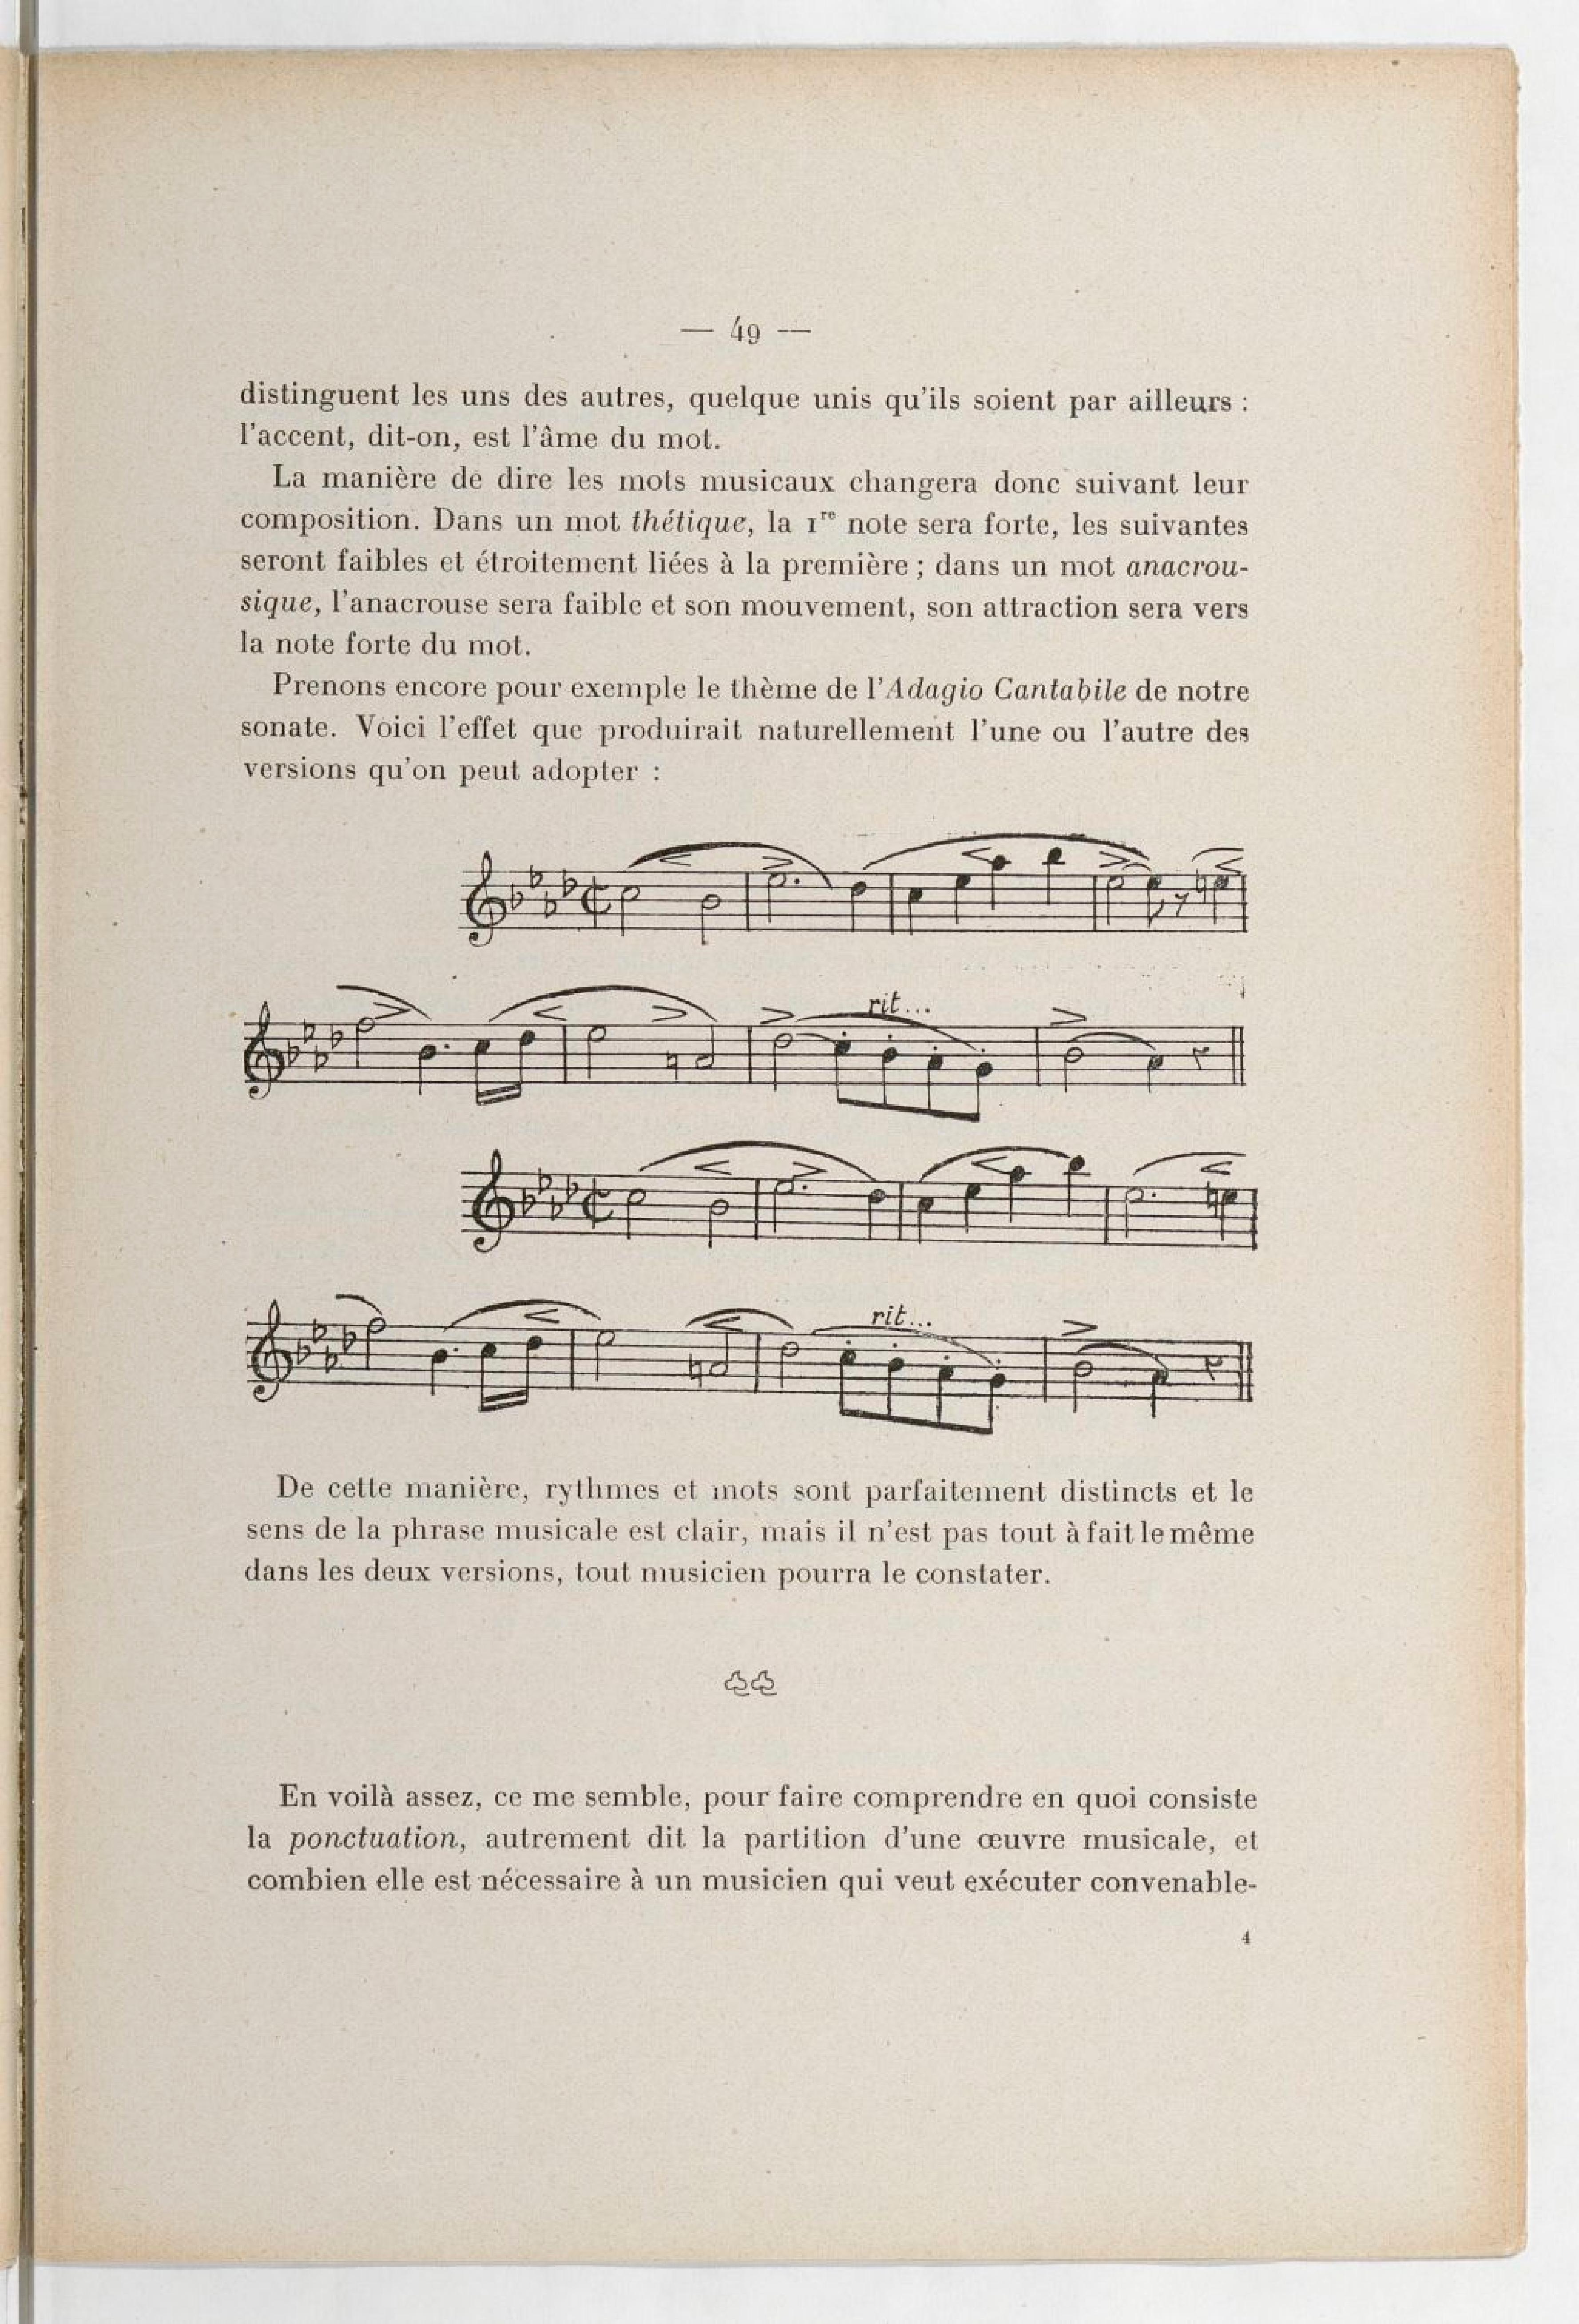 — 49 —
distinguent les uns des autres, quelque unis qu'ils soient par ailleurs :
l'accent, dit-on, est l'âme du mot.
La manière de dire les mots musicaux changera donc suivant leur
composition. Dans un mot thétique, la 1re note sera forte, les suivantes
seront faibles et étroitement liées à la première ; dans un mot anacrou-
sique, l'anacrouse sera faible et son mouvement, son attraction sera vers
la note forte du mot.
Prenons encore pour exemple le thème de l'Adagio Cantabile de notre
sonate. Voici l'effet que produirait naturellement l'une ou l'autre des
versions qu'on peut adopter :
rit...
rit...
De cette manière, rythmes et mots sont parfaitement distincts et le
sens de la phrase musicale est clair, mais il n'est pas tout à fait le même
dans les deux versions, tout musicien pourra le constater.
En voilà assez, ce me semble, pour faire comprendre en quoi consiste
la ponctuation, autrement dit la partition d'une œuvre musicale, et
combien elle est nécessaire à un musicien qui veut exécuter convenable-
4